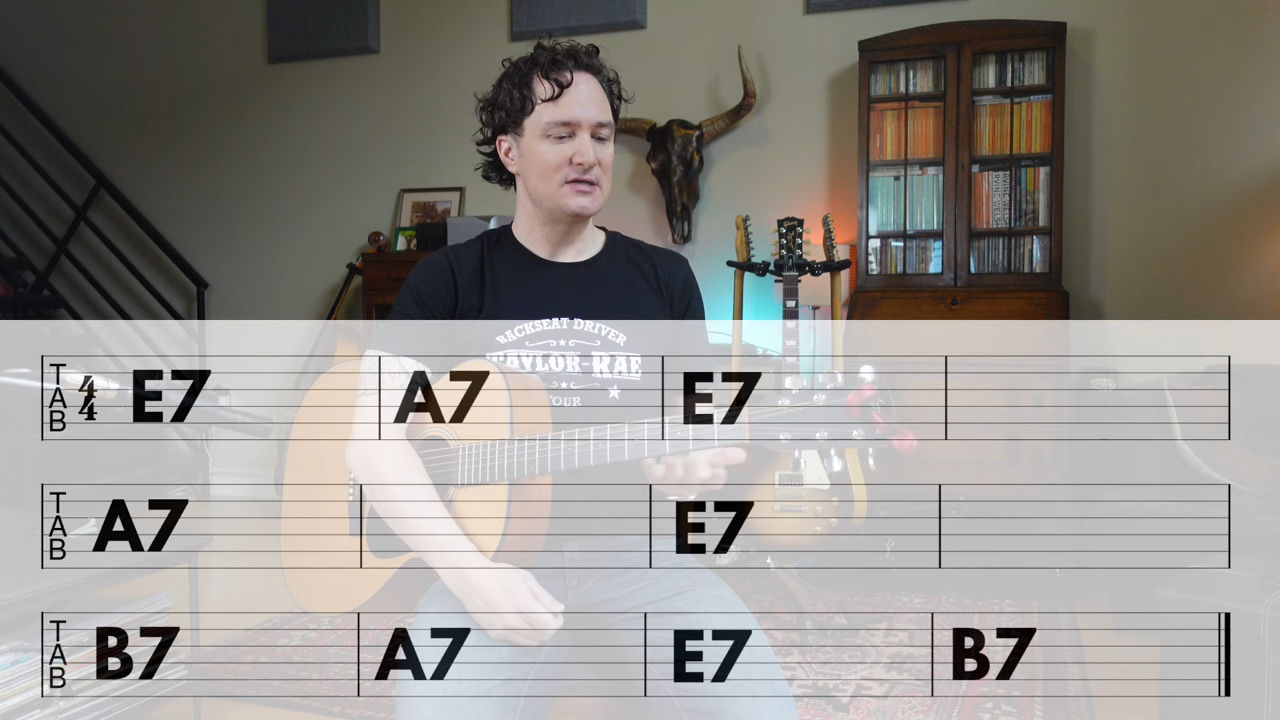 BACKSEAT DRIVER
TAYLOR-RAE
TOUR
TAB 4/4 E7 A7 E7
TAB A7 E7
TAB B7 A7 E7 B7